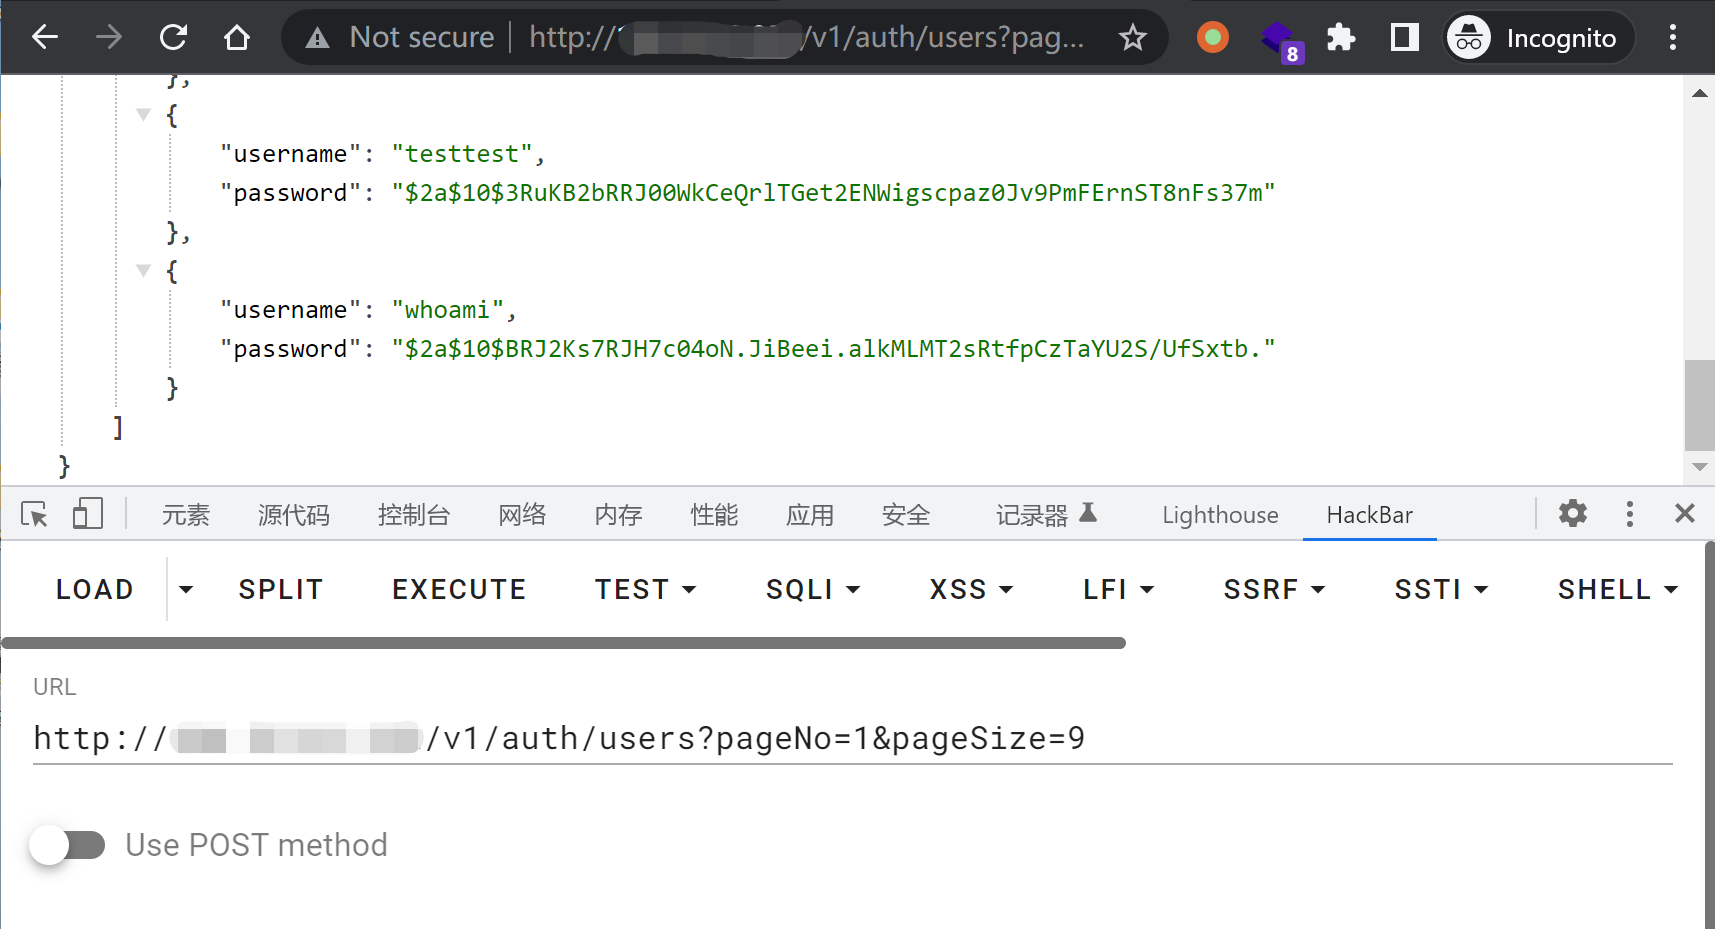 Not secure http:// /v1/auth/users?pag...
Incognito
8
},
{
"username": "testtest",
"password": "$2a$10$3RuKB2bRRJ00WkCeQrlTGet2ENWigscpaz0Jv9PmFErnST8nFs37m"
},
{
"username": "whoami",
"password": "$2a$10$BRJ2Ks7RJH7c04oN.JiBeei.alkMLMT2sRtfpCzTaYU2S/UfSxtb."
}
]
}
元素 源代码 控制台 网络 内存 性能 应用 安全 记录器 Lighthouse HackBar
LOAD SPLIT EXECUTE TEST SQLI XSS LFI SSRF SSTI SHELL
URL
http:// /v1/auth/users?pageNo=1&pageSize=9
Use POST method